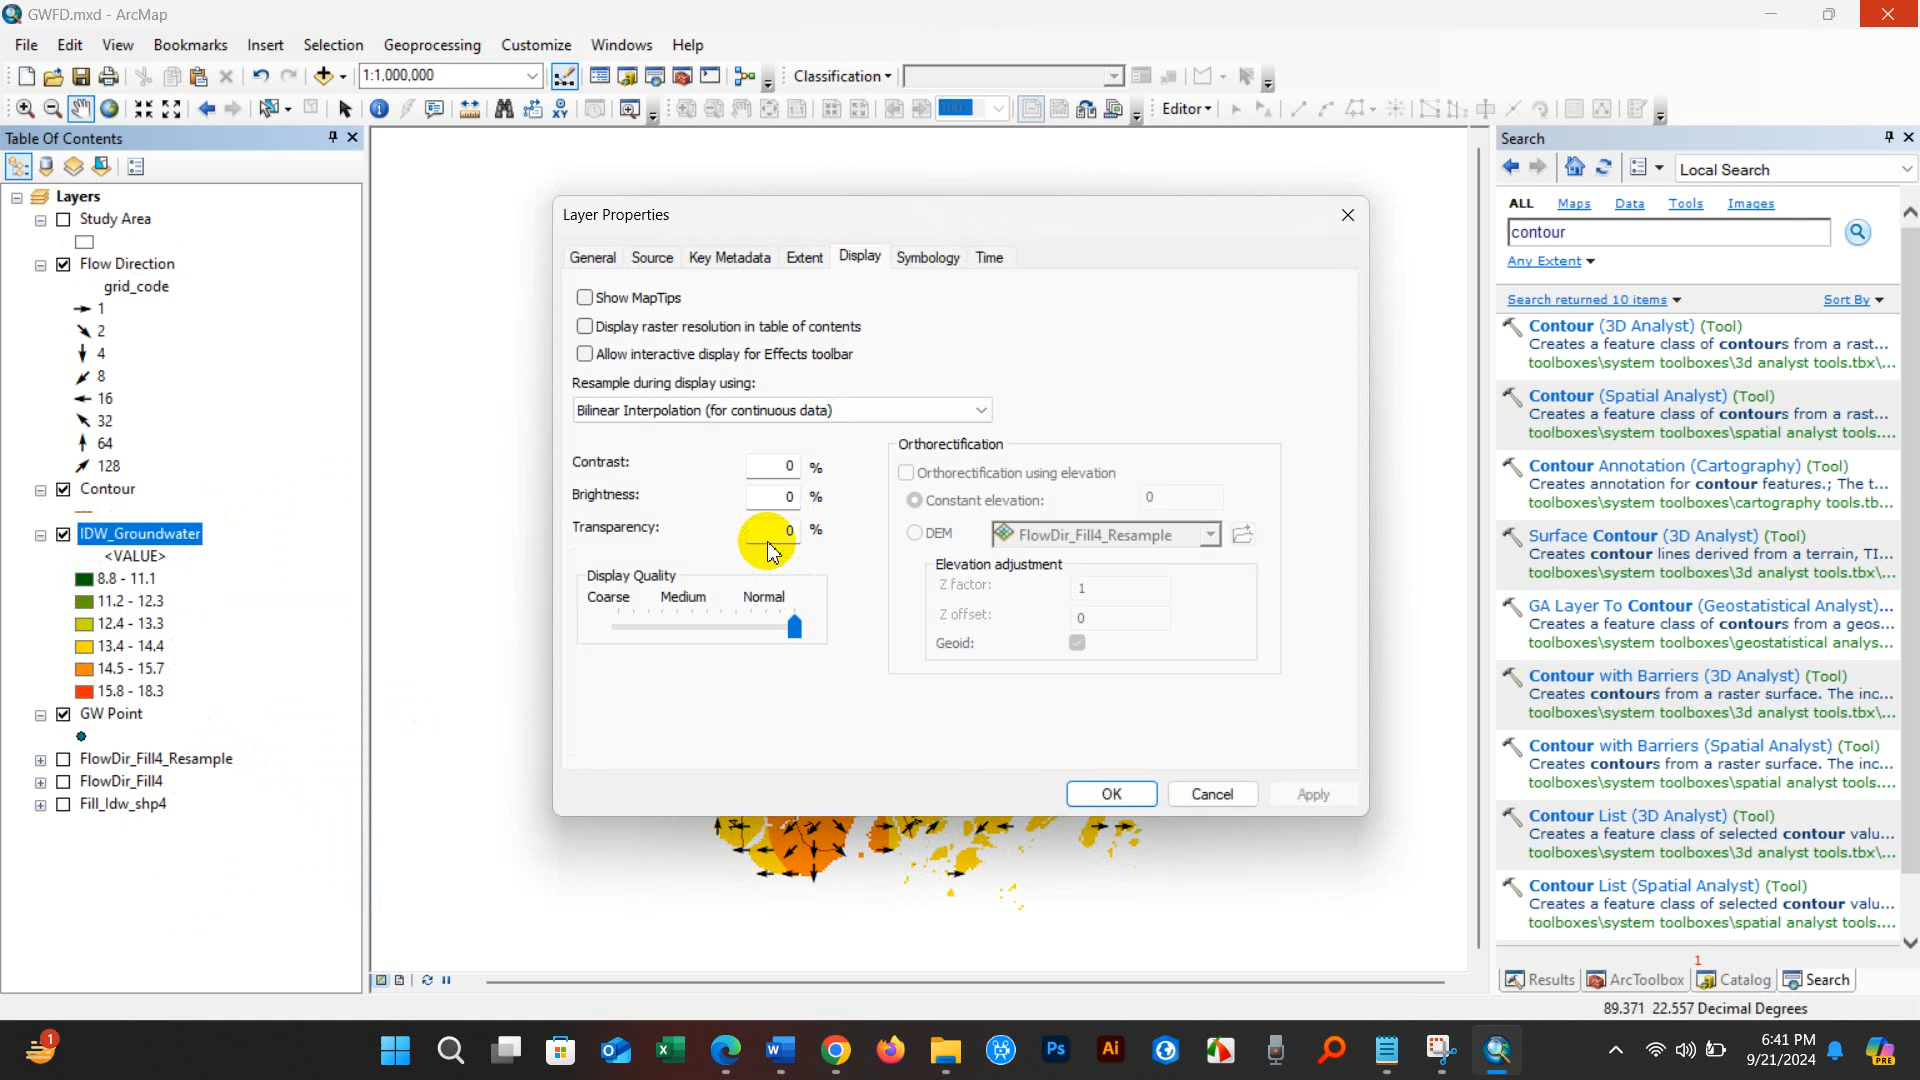 GWFD.mxd - ArcMap
File Edit View Bookmarks Insert Selection Geoprocessing Customize Windows Help
1:1,000,000
Classification
100%
Editor
Table Of Contents
Layers
Study Area
Flow Direction
grid_code
1
2
4
8
16
32
64
128
Contour
IDW_Groundwater
<VALUE>
8.8 - 11.1
11.2 - 12.3
12.4 - 13.3
13.4 - 14.4
14.5 - 15.7
15.8 - 18.3
GW Point
FlowDir_Fill4_Resample
FlowDir_Fill4
Fill_Idw_shp4
Layer Properties
General Source Key Metadata Extent Display Symbology Time
Show MapTips
Display raster resolution in table of contents
Allow interactive display for Effects toolbar
Resample during display using:
Bilinear Interpolation (for continuous data)
Contrast: 0 %
Brightness: 0 %
Transparency: 0 %
Display Quality
Coarse Medium Normal
Orthorectification
Orthorectification using elevation
Constant elevation: 0
DEM FlowDir_Fill4_Resample
Elevation adjustment
Z factor: 1
Z offset: 0
Geoid:
OK Cancel Apply
Search
Local Search
ALL Maps Data Tools Images
contour
Any Extent
Search returned 10 items Sort By
Contour (3D Analyst) (Tool)
Creates a feature class of contours from a rast...
toolboxes\system toolboxes\3d analyst tools.tbx\...
Contour (Spatial Analyst) (Tool)
Creates a feature class of contours from a rast...
toolboxes\system toolboxes\spatial analyst tools....
Contour Annotation (Cartography) (Tool)
Creates annotation for contour features.; The t...
toolboxes\system toolboxes\cartography tools.tb...
Surface Contour (3D Analyst) (Tool)
Creates contour lines derived from a terrain, TI...
toolboxes\system toolboxes\3d analyst tools.tbx\...
GA Layer To Contour (Geostatistical Analyst)...
Creates a feature class of contours from a geos...
toolboxes\system toolboxes\geostatistical analys...
Contour with Barriers (3D Analyst) (Tool)
Creates contours from a raster surface. The inc...
toolboxes\system toolboxes\3d analyst tools.tbx\...
Contour with Barriers (Spatial Analyst) (Tool)
Creates contours from a raster surface. The inc...
toolboxes\system toolboxes\spatial analyst tools....
Contour List (3D Analyst) (Tool)
Creates a feature class of selected contour valu...
toolboxes\system toolboxes\3d analyst tools.tbx\...
Contour List (Spatial Analyst) (Tool)
Creates a feature class of selected contour valu...
toolboxes\system toolboxes\spatial analyst tools....
1
Results ArcToolbox Catalog Search
89.371 22.557 Decimal Degrees
1
Ps
Ai
6:41 PM
9/21/2024
PRE